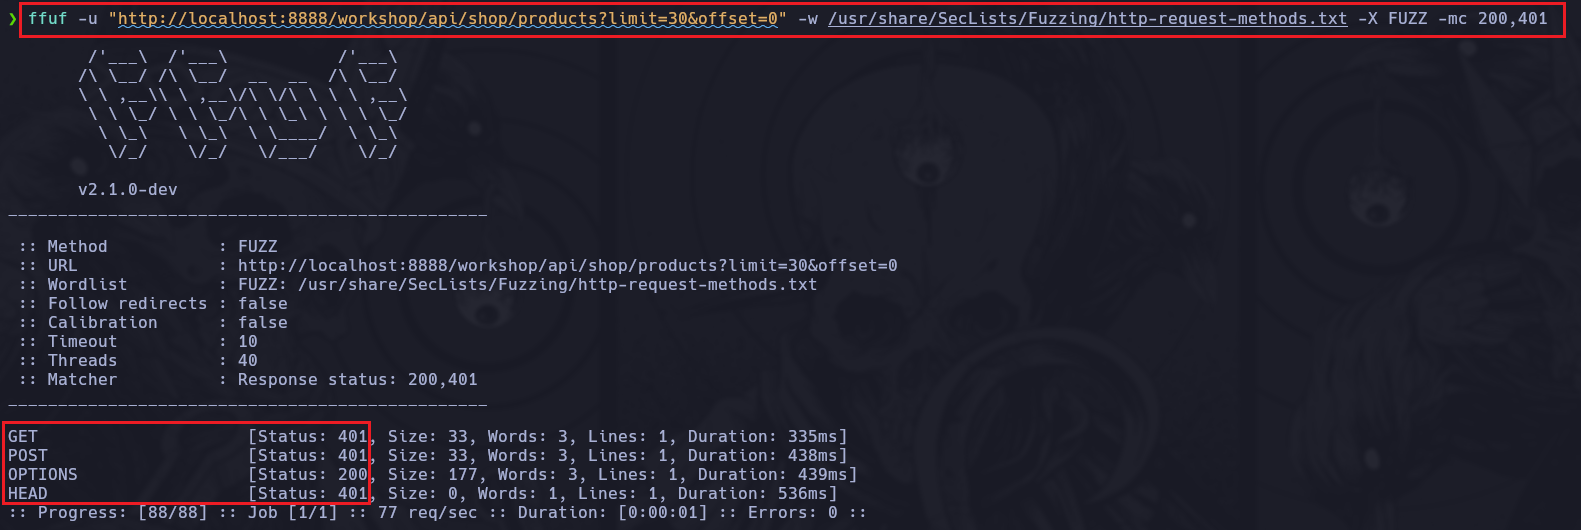 ❯ ffuf -u "http://localhost:8888/workshop/api/shop/products?limit=30&offset=0" -w /usr/share/SecLists/Fuzzing/http-request-methods.txt -X FUZZ -mc 200,401
        /'___\  /'___\           /'___\
       /\ \__/ /\ \__/  __  __  /\ \__/
       \ \ ,__\\ \ ,__\/\ \/\ \ \ \ ,__\
        \ \ \_/ \ \ \_/\ \ \_\ \ \ \ \_/
         \ \_\   \ \_\  \ \____/  \ \_\
          \/_/    \/_/   \/___/    \/_/
       v2.1.0-dev
________________________________________________
 :: Method           : FUZZ
 :: URL              : http://localhost:8888/workshop/api/shop/products?limit=30&offset=0
 :: Wordlist         : FUZZ: /usr/share/SecLists/Fuzzing/http-request-methods.txt
 :: Follow redirects : false
 :: Calibration      : false
 :: Timeout          : 10
 :: Threads          : 40
 :: Matcher          : Response status: 200,401
________________________________________________
GET                     [Status: 401, Size: 33, Words: 3, Lines: 1, Duration: 335ms]
POST                    [Status: 401, Size: 33, Words: 3, Lines: 1, Duration: 438ms]
OPTIONS                 [Status: 200, Size: 177, Words: 3, Lines: 1, Duration: 439ms]
HEAD                    [Status: 401, Size: 0, Words: 1, Lines: 1, Duration: 536ms]
:: Progress: [88/88] :: Job [1/1] :: 77 req/sec :: Duration: [0:00:01] :: Errors: 0 ::